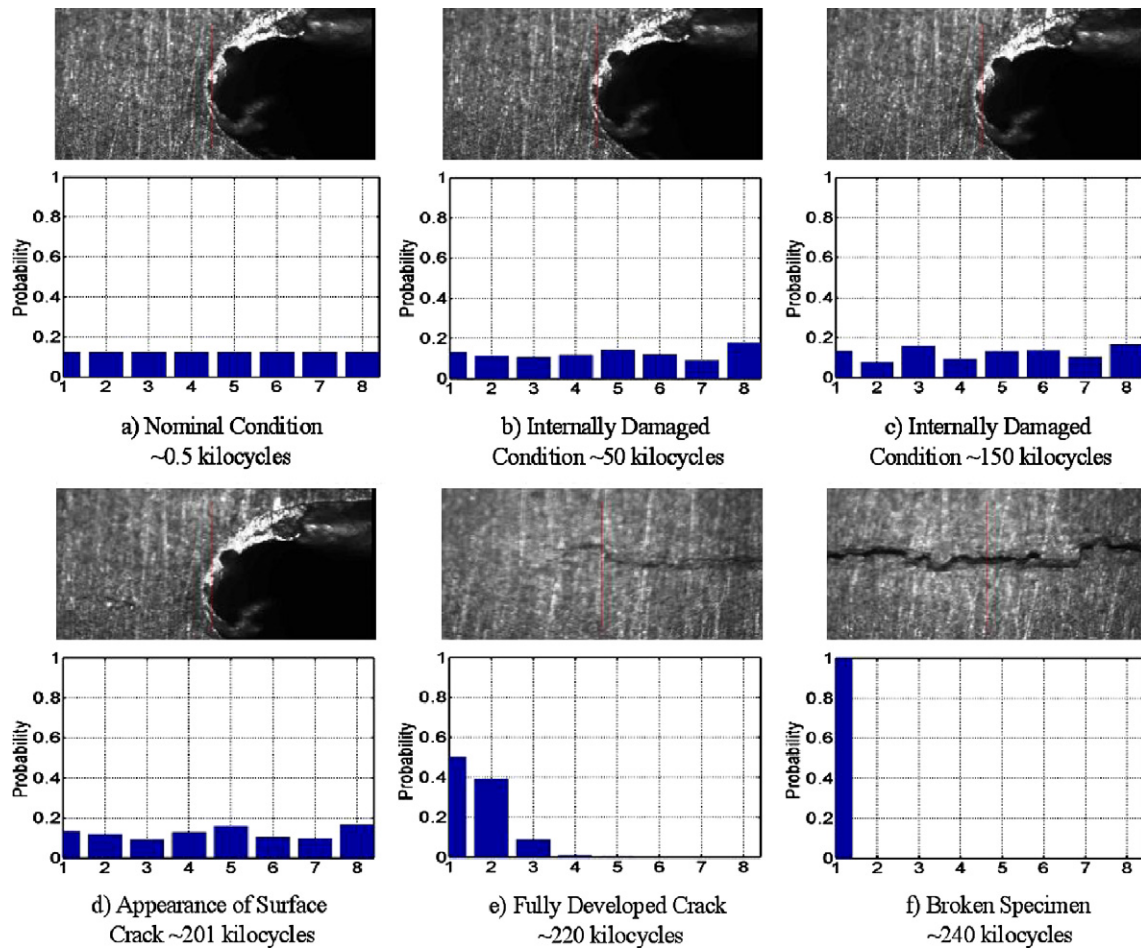 1
0.8
0.6
0.4
0.2
0
Probability
1 2 3 4 5 6 7 8
a) Nominal Condition
~0.5 kilocycles
1
0.8
0.6
0.4
0.2
0
Probability
1 2 3 4 5 6 7 8
b) Internally Damaged
Condition ~50 kilocycles
1
0.8
0.6
0.4
0.2
0
Probability
1 2 3 4 5 6 7 8
c) Internally Damaged
Condition ~150 kilocycles
1
0.8
0.6
0.4
0.2
0
Probability
1 2 3 4 5 6 7 8
d) Appearance of Surface
Crack ~201 kilocycles
1
0.8
0.6
0.4
0.2
0
Probability
1 2 3 4 5 6 7 8
e) Fully Developed Crack
~220 kilocycles
1
0.8
0.6
0.4
0.2
0
Probability
1 2 3 4 5 6 7 8
f) Broken Specimen
~240 kilocycles